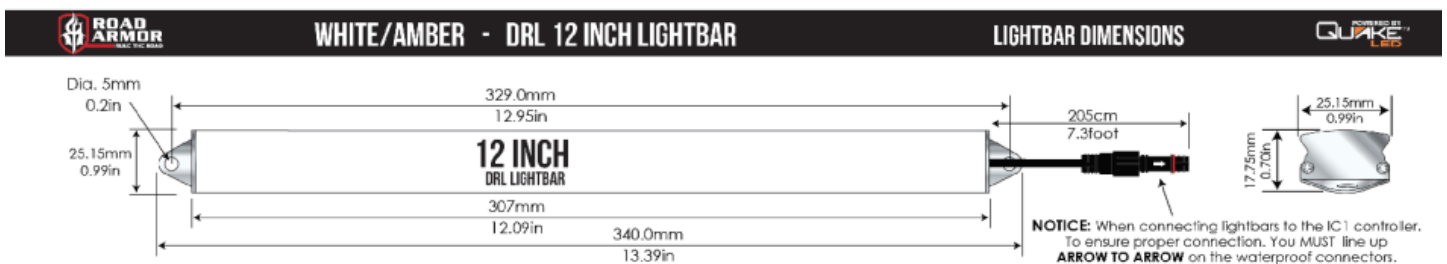 ROAD ARMOR
WHITE/AMBER - DRL 12 INCH LIGHTBAR
LIGHTBAR DIMENSIONS
POWERED BY
QUAKE LED
Dia. 5mm
0.2in
329.0mm
12.95in
205cm
7.3foot
25.15mm
0.99in
25.15mm
0.99in
12 INCH
DRL LIGHTBAR
17.75mm
0.70in
307mm
12.09in
340.0mm
13.39in
NOTICE: When connecting lightbars to the IC1 controller.
To ensure proper connection. You MUST line up
ARROW TO ARROW on the waterproof connectors.